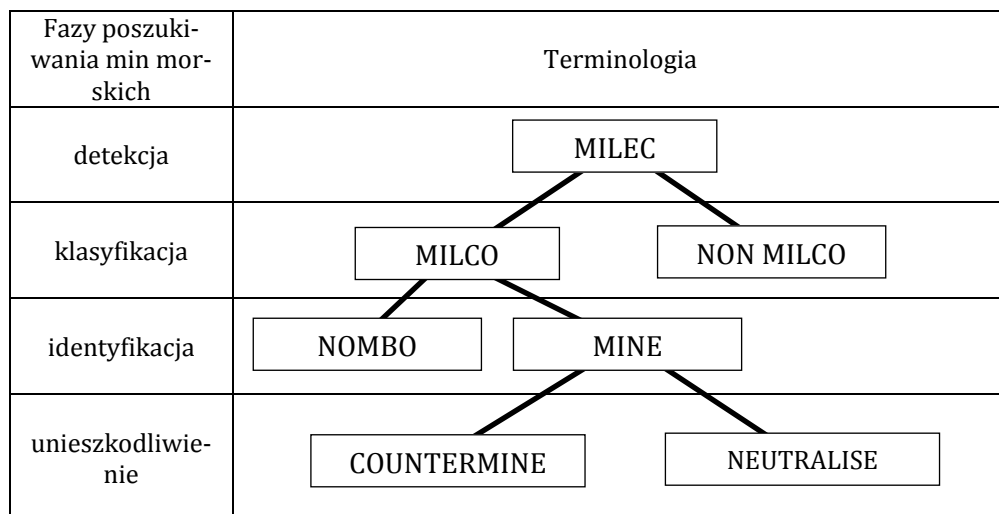 Fazy poszuki-
wania min mor-
skich
Terminologia
detekcja
MILEC
klasyfikacja
MILCO
NON MILCO
identyfikacja
NOMBO
MINE
unieszkodliwie-
nie
COUNTERMINE
NEUTRALISE